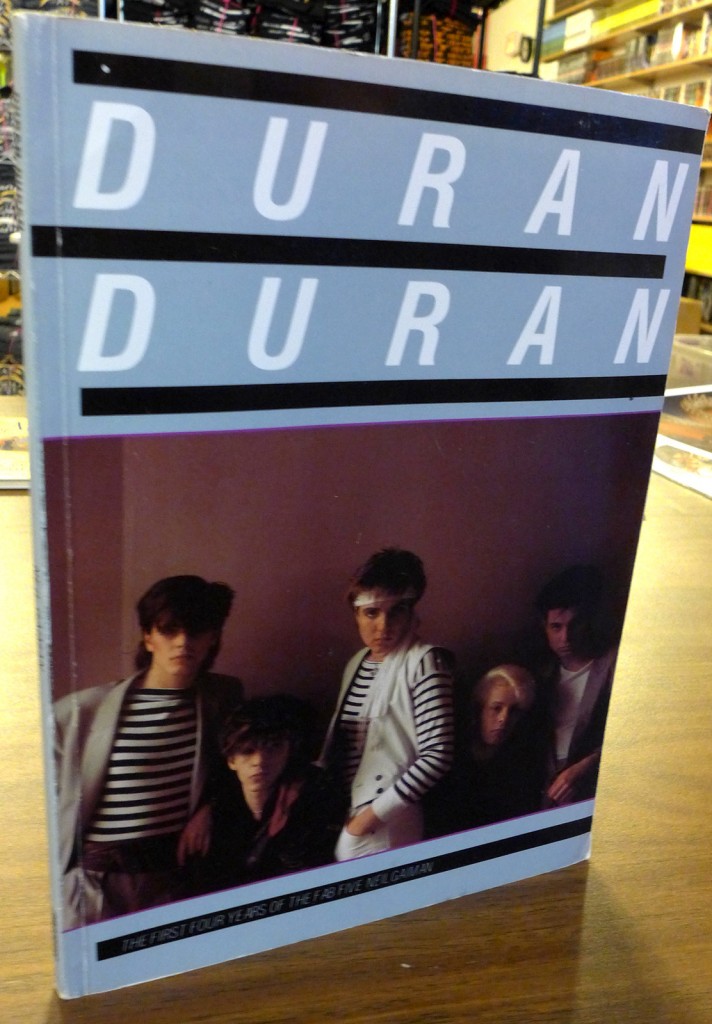 DURAN
DURAN
THE FIRST FOUR YEARS OF THE FAB FIVE NEIL GAIMAN